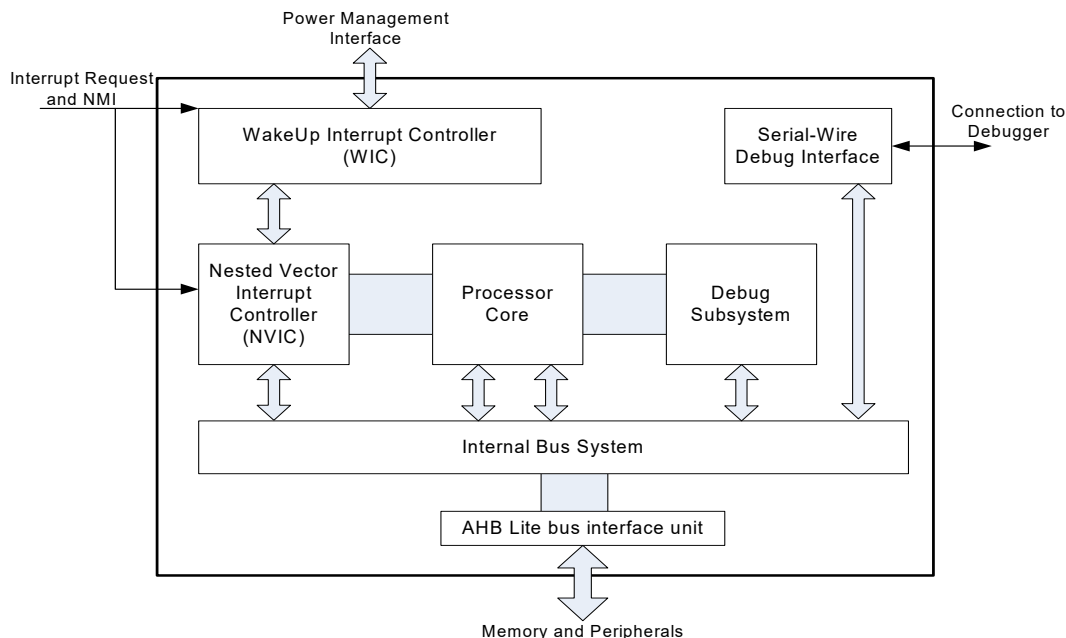 Power Management
Interface
Interrupt Request
and NMI
WakeUp Interrupt Controller
(WIC)
Serial-Wire
Debug Interface
Connection to
Debugger
Nested Vector
Interrupt
Controller
(NVIC)
Processor
Core
Debug
Subsystem
Internal Bus System
AHB Lite bus interface unit
Memory and Peripherals